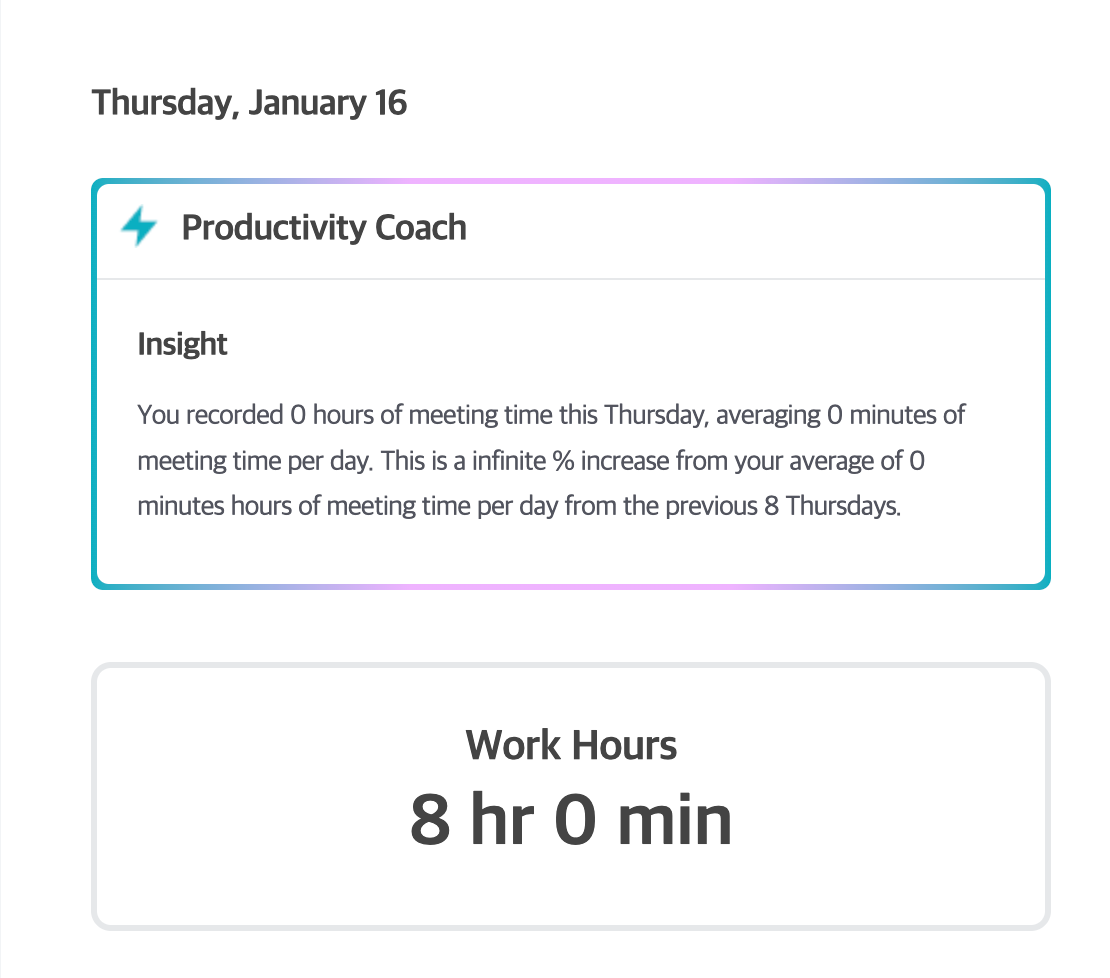 Thursday, January 16
Productivity Coach
Insight
You recorded 0 hours of meeting time this Thursday, averaging 0 minutes of
meeting time per day. This is a infinite % increase from your average of 0
minutes hours of meeting time per day from the previous 8 Thursdays.
Work Hours
8 hr 0 min